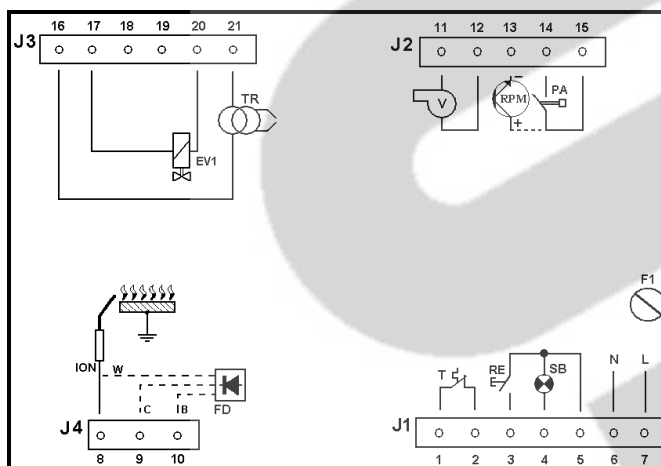 16 17 18 19 20 21
J3
TR
EV1
11 12 13 14 15
J2
V
−
RPM
+
PA
F1
ION
W
C
B
FD
J4
8 9 10
T
RE
SB
N
L
J1
1 2 3 4 5 6 7